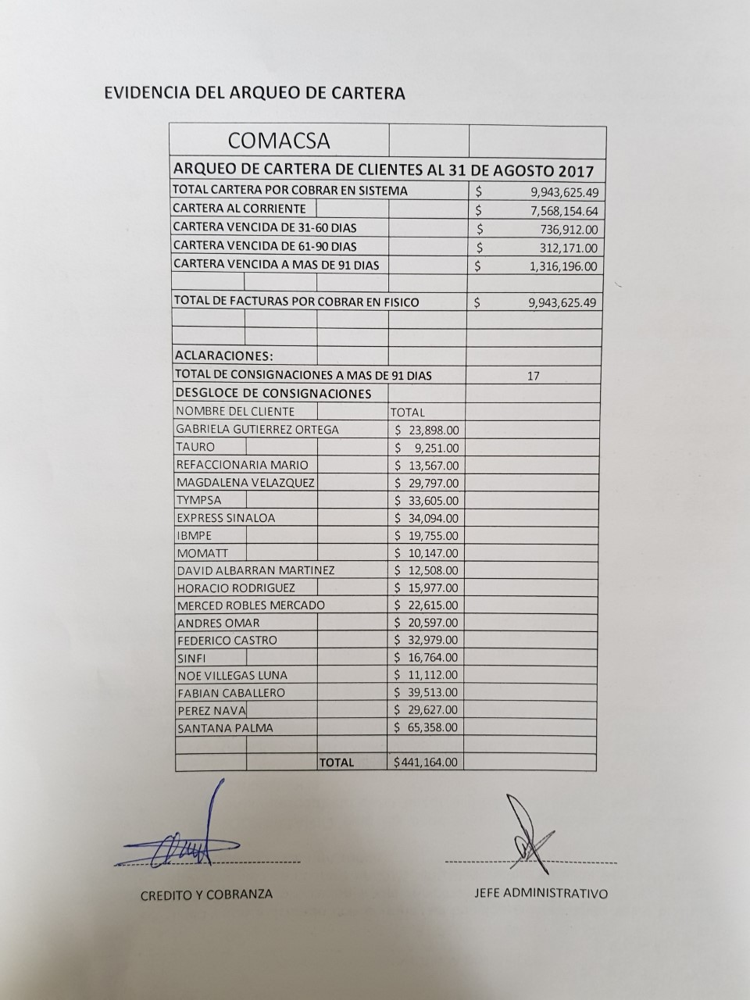 EVIDENCIA DEL ARQUEO DE CARTERA
COMACSA
ARQUEO DE CARTERA DE CLIENTES AL 31 DE AGOSTO 2017
TOTAL CARTERA POR COBRAR EN SISTEMA $ 9,943,625.49
CARTERA AL CORRIENTE $ 7,568,154.64
CARTERA VENCIDA DE 31-60 DIAS $ 736,912.00
CARTERA VENCIDA DE 61-90 DIAS $ 312,171.00
CARTERA VENCIDA A MAS DE 91 DIAS $ 1,316,196.00
TOTAL DE FACTURAS POR COBRAR EN FISICO $ 9,943,625.49
ACLARACIONES:
TOTAL DE CONSIGNACIONES A MAS DE 91 DIAS 17
DESGLOCE DE CONSIGNACIONES
NOMBRE DEL CLIENTE TOTAL
GABRIELA GUTIERREZ ORTEGA $ 23,898.00
TAURO $ 9,251.00
REFACCIONARIA MARIO $ 13,567.00
MAGDALENA VELAZQUEZ $ 29,797.00
TYMPSA $ 33,605.00
EXPRESS SINALOA $ 34,094.00
IBMPE $ 19,755.00
MOMATT $ 10,147.00
DAVID ALBARRAN MARTINEZ $ 12,508.00
HORACIO RODRIGUEZ $ 15,977.00
MERCED ROBLES MERCADO $ 22,615.00
ANDRES OMAR $ 20,597.00
FEDERICO CASTRO $ 32,979.00
SINFI $ 16,764.00
NOE VILLEGAS LUNA $ 11,112.00
FABIAN CABALLERO $ 39,513.00
PEREZ NAVA $ 29,627.00
SANTANA PALMA $ 65,358.00
TOTAL $441,164.00
CREDITO Y COBRANZA JEFE ADMINISTRATIVO